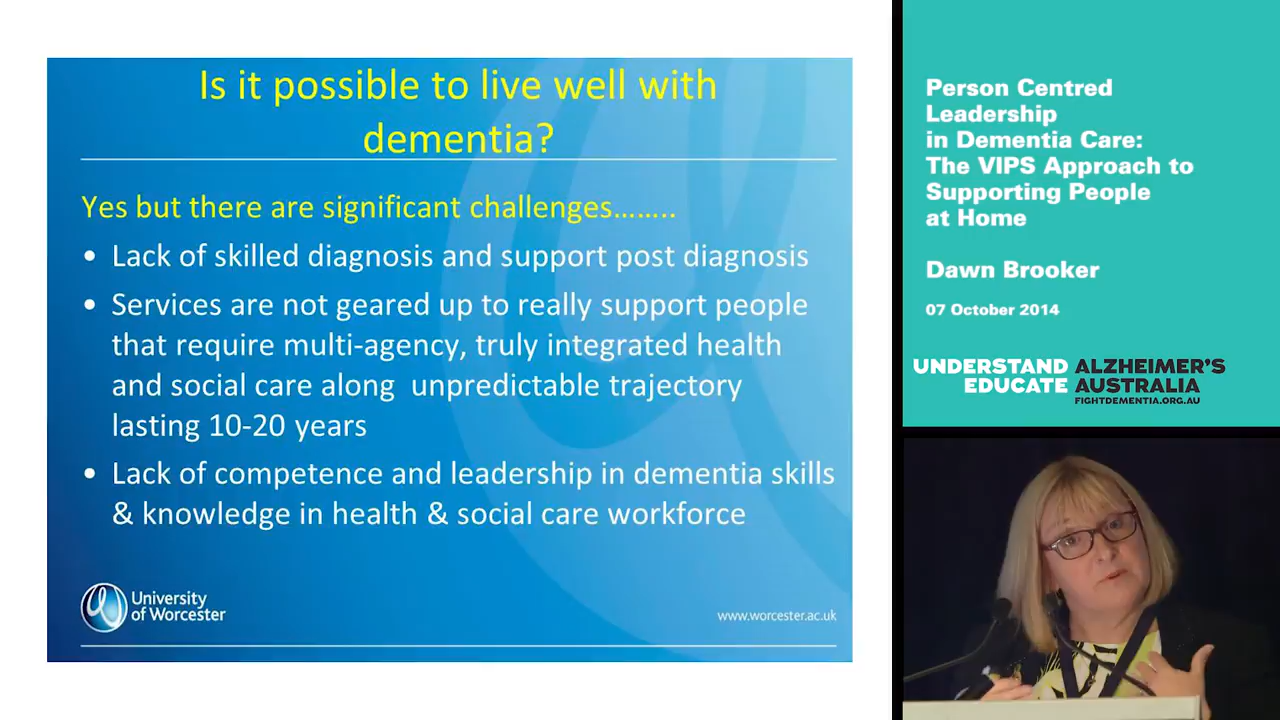 Is it possible to live well with
dementia?
Yes but there are significant challenges……..
• Lack of skilled diagnosis and support post diagnosis
• Services are not geared up to really support people
that require multi-agency, truly integrated health
and social care along  unpredictable trajectory
lasting 10-20 years
• Lack of competence and leadership in dementia skills
& knowledge in health & social care workforce
University
of Worcester
www.worcester.ac.uk
Person Centred
Leadership
in Dementia Care:
The VIPS Approach to
Supporting People
at Home
Dawn Brooker
07 October 2014
UNDERSTAND
EDUCATE
ALZHEIMER'S
AUSTRALIA
FIGHTDEMENTIA.ORG.AU